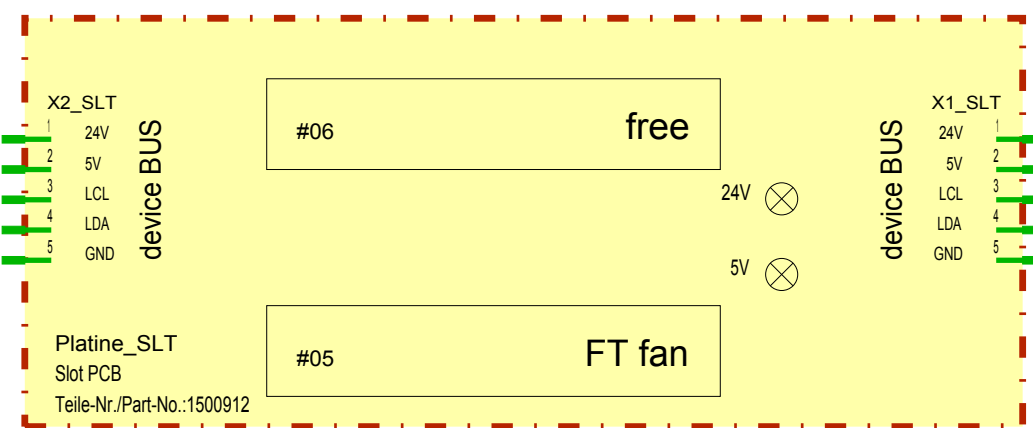 X2_SLT
1 24V
2 5V
3 LCL
4 LDA
5 GND
device BUS
#06 free
24V
5V
#05 FT fan
device BUS
X1_SLT
24V 1
5V 2
LCL 3
LDA 4
GND 5
Platine_SLT
Slot PCB
Teile-Nr./Part-No.:1500912